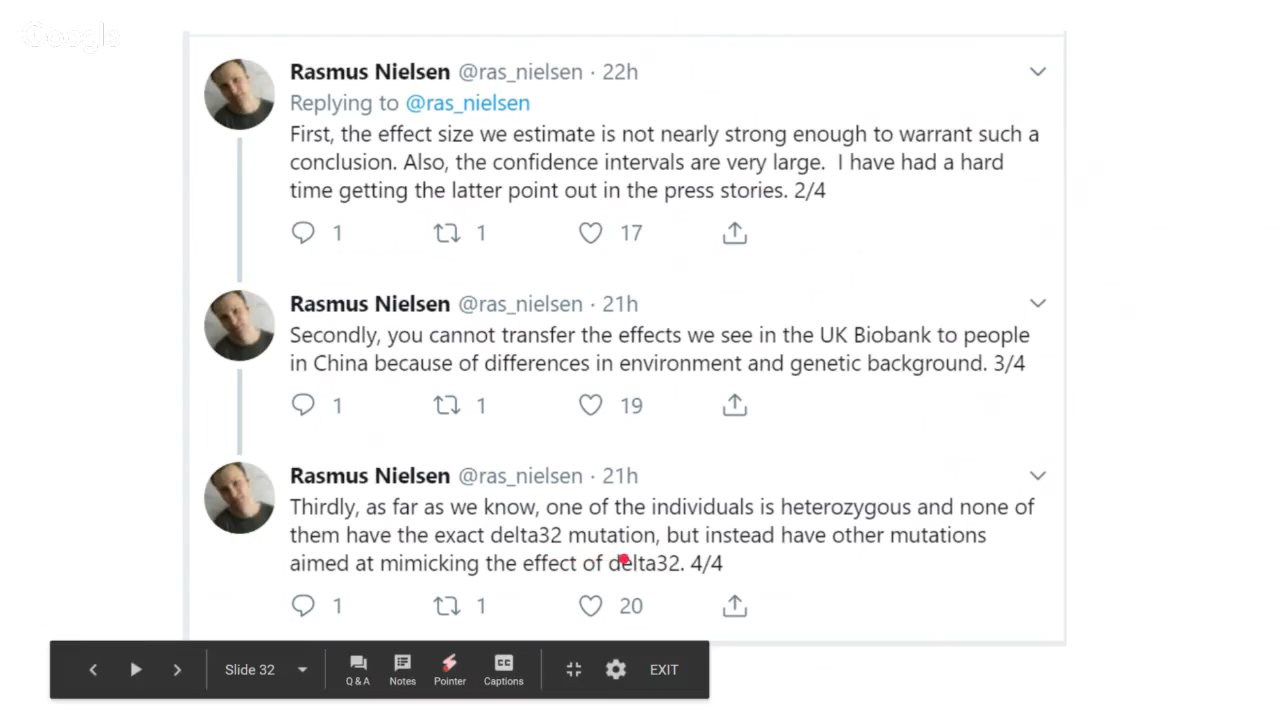 Google
Rasmus Nielsen @ras_nielsen · 22h
Replying to @ras_nielsen
First, the effect size we estimate is not nearly strong enough to warrant such a
conclusion. Also, the confidence intervals are very large. I have had a hard
time getting the latter point out in the press stories. 2/4
1 1 17
Rasmus Nielsen @ras_nielsen · 21h
Secondly, you cannot transfer the effects we see in the UK Biobank to people
in China because of differences in environment and genetic background. 3/4
1 1 19
Rasmus Nielsen @ras_nielsen · 21h
Thirdly, as far as we know, one of the individuals is heterozygous and none of
them have the exact delta32 mutation, but instead have other mutations
aimed at mimicking the effect of delta32. 4/4
1 1 20
Slide 32 Q & A Notes Pointer CC Captions EXIT